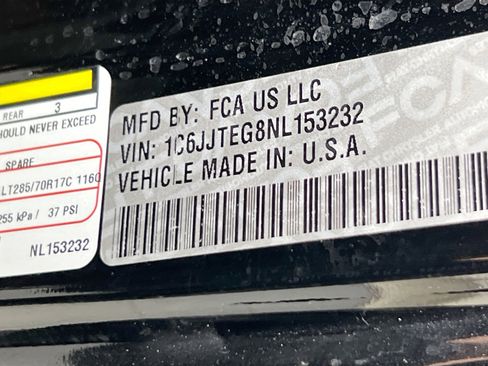 REAR 3
HOULD NEVER EXCEED
SPARE
LT285/70R17C 116Q
255 kPa / 37 PSI
NL153232
MFD BY: FCA US LLC
VIN: 1C6JJTEG8NL153232
VEHICLE MADE IN: U.S.A.